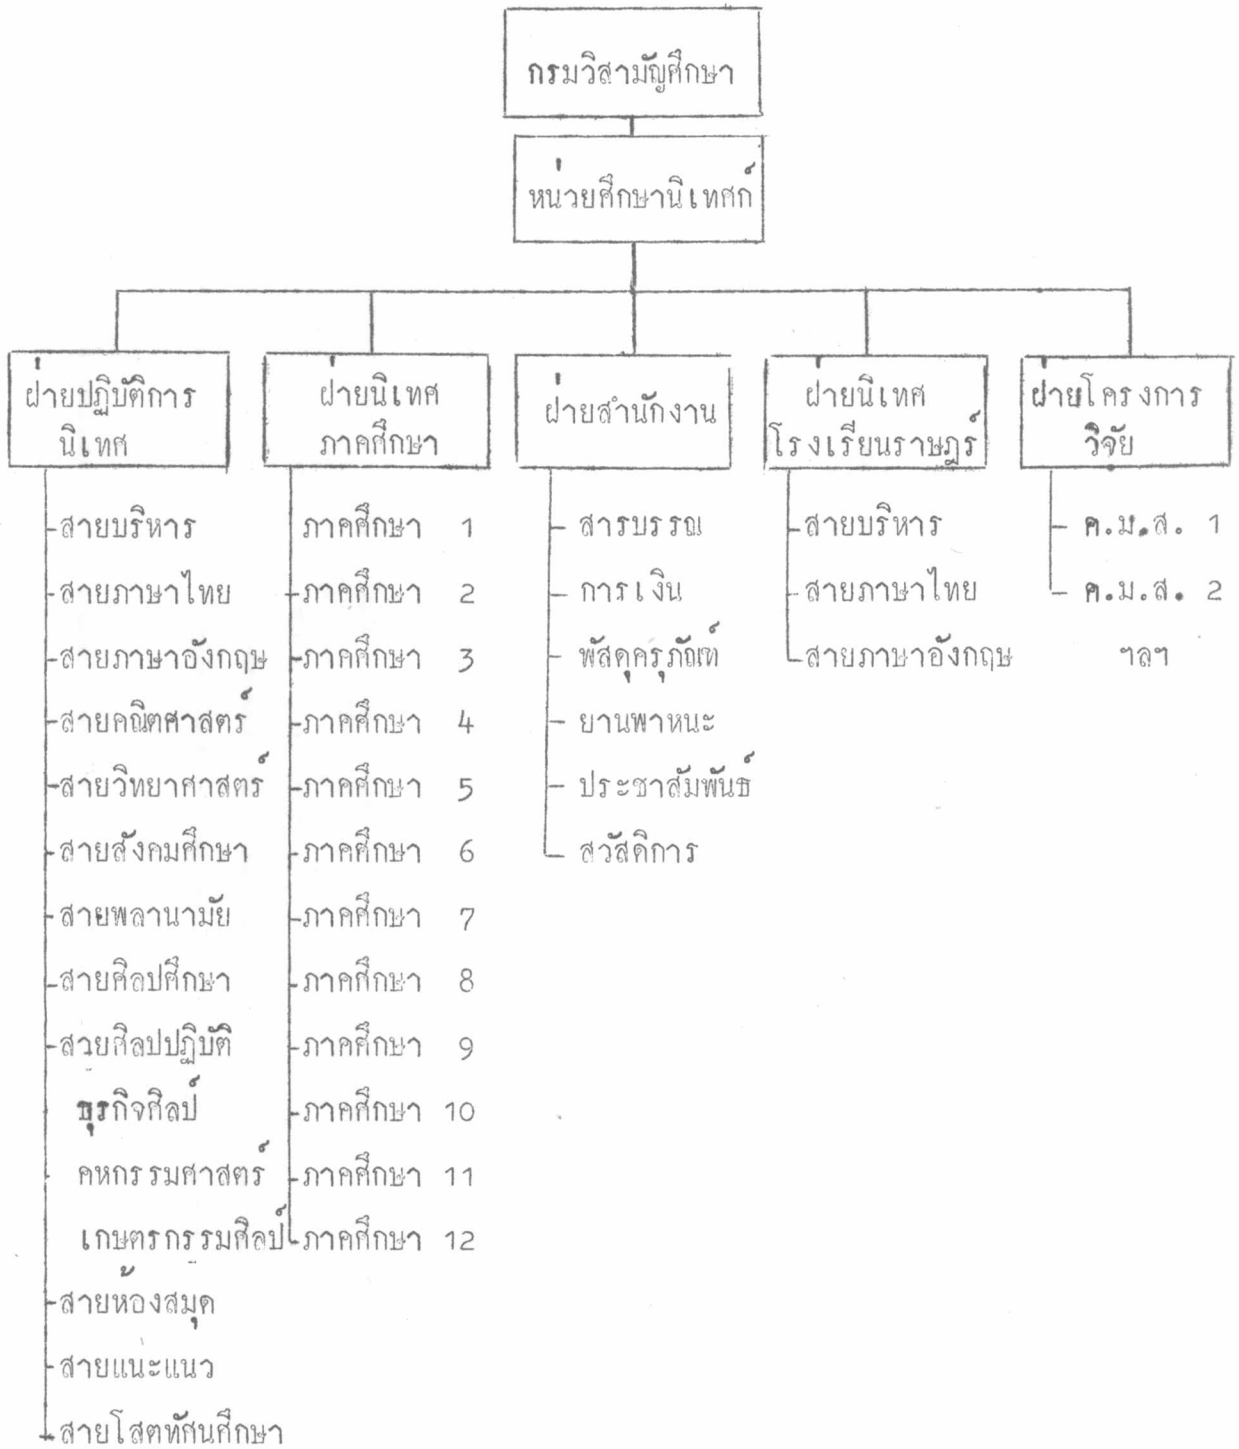 กรมวิสามัญศึกษา
หน่วยศึกษานิเทศก์
ฝ่ายปฏิบัติการ
นิเทศ
สายบริหาร
สายภาษาไทย
สายภาษาอังกฤษ
สายคณิตศาสตร์
สายวิทยาศาสตร์
สายสังคมศึกษา
สายพลานามัย
สายศิลปศึกษา
สายศิลปปฏิบัติ
ธุรกิจศิลป์
คหกรรมศาสตร์
เกษตรกรรมศิลป์
สายห้องสมุด
สายแนะแนว
สายโสตทัศนศึกษา
ฝ่ายนิเทศ
ภาคศึกษา
ภาคศึกษา 1
ภาคศึกษา 2
ภาคศึกษา 3
ภาคศึกษา 4
ภาคศึกษา 5
ภาคศึกษา 6
ภาคศึกษา 7
ภาคศึกษา 8
ภาคศึกษา 9
ภาคศึกษา 10
ภาคศึกษา 11
ภาคศึกษา 12
ฝ่ายสำนักงาน
สารบรรณ
การเงิน
พัสดุครุภัณฑ์
ยานพาหนะ
ประชาสัมพันธ์
สวัสดิการ
ฝ่ายนิเทศ
โรงเรียนราษฎร์
สายบริหาร
สายภาษาไทย
สายภาษาอังกฤษ
ฝ่ายโครงการ
วิจัย
ค.ม.ส. 1
ค.ม.ส. 2
ฯลฯ